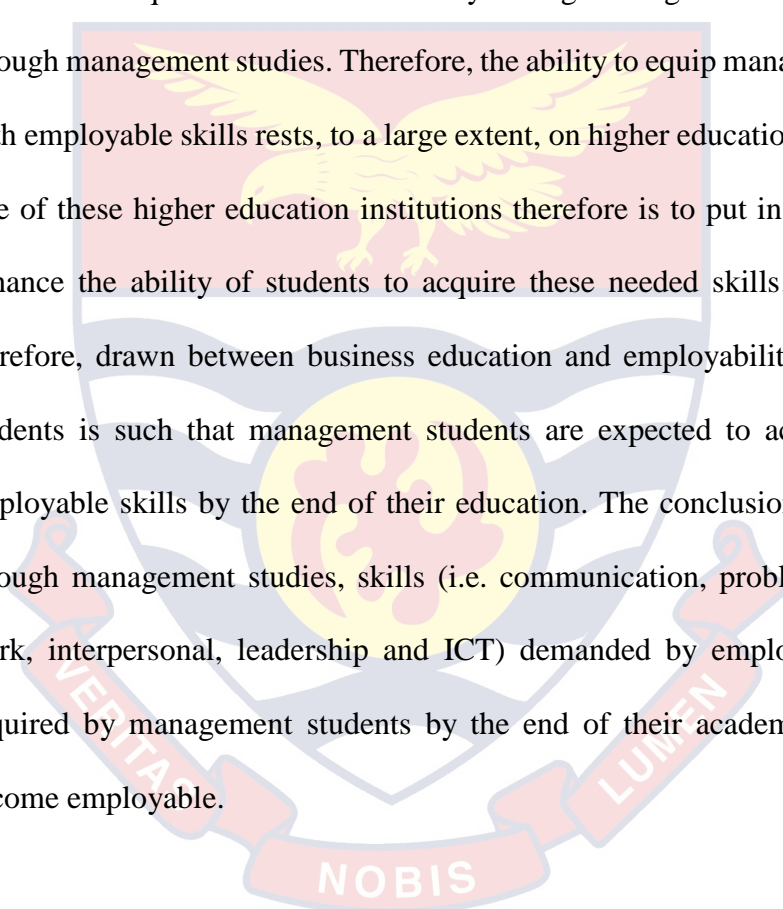 ough management studies. Therefore, the ability to equip mana
h employable skills rests, to a large extent, on higher educatio
e of these higher education institutions therefore is to put in
hance the ability of students to acquire these needed skills
refore, drawn between business education and employabilit
dents is such that management students are expected to ac
ployable skills by the end of their education. The conclusion
ough management studies, skills (i.e. communication, probl
rk, interpersonal, leadership and ICT) demanded by emplo
quired by management students by the end of their academ
come employable.
VERITAS
NOBIS
LUMEN